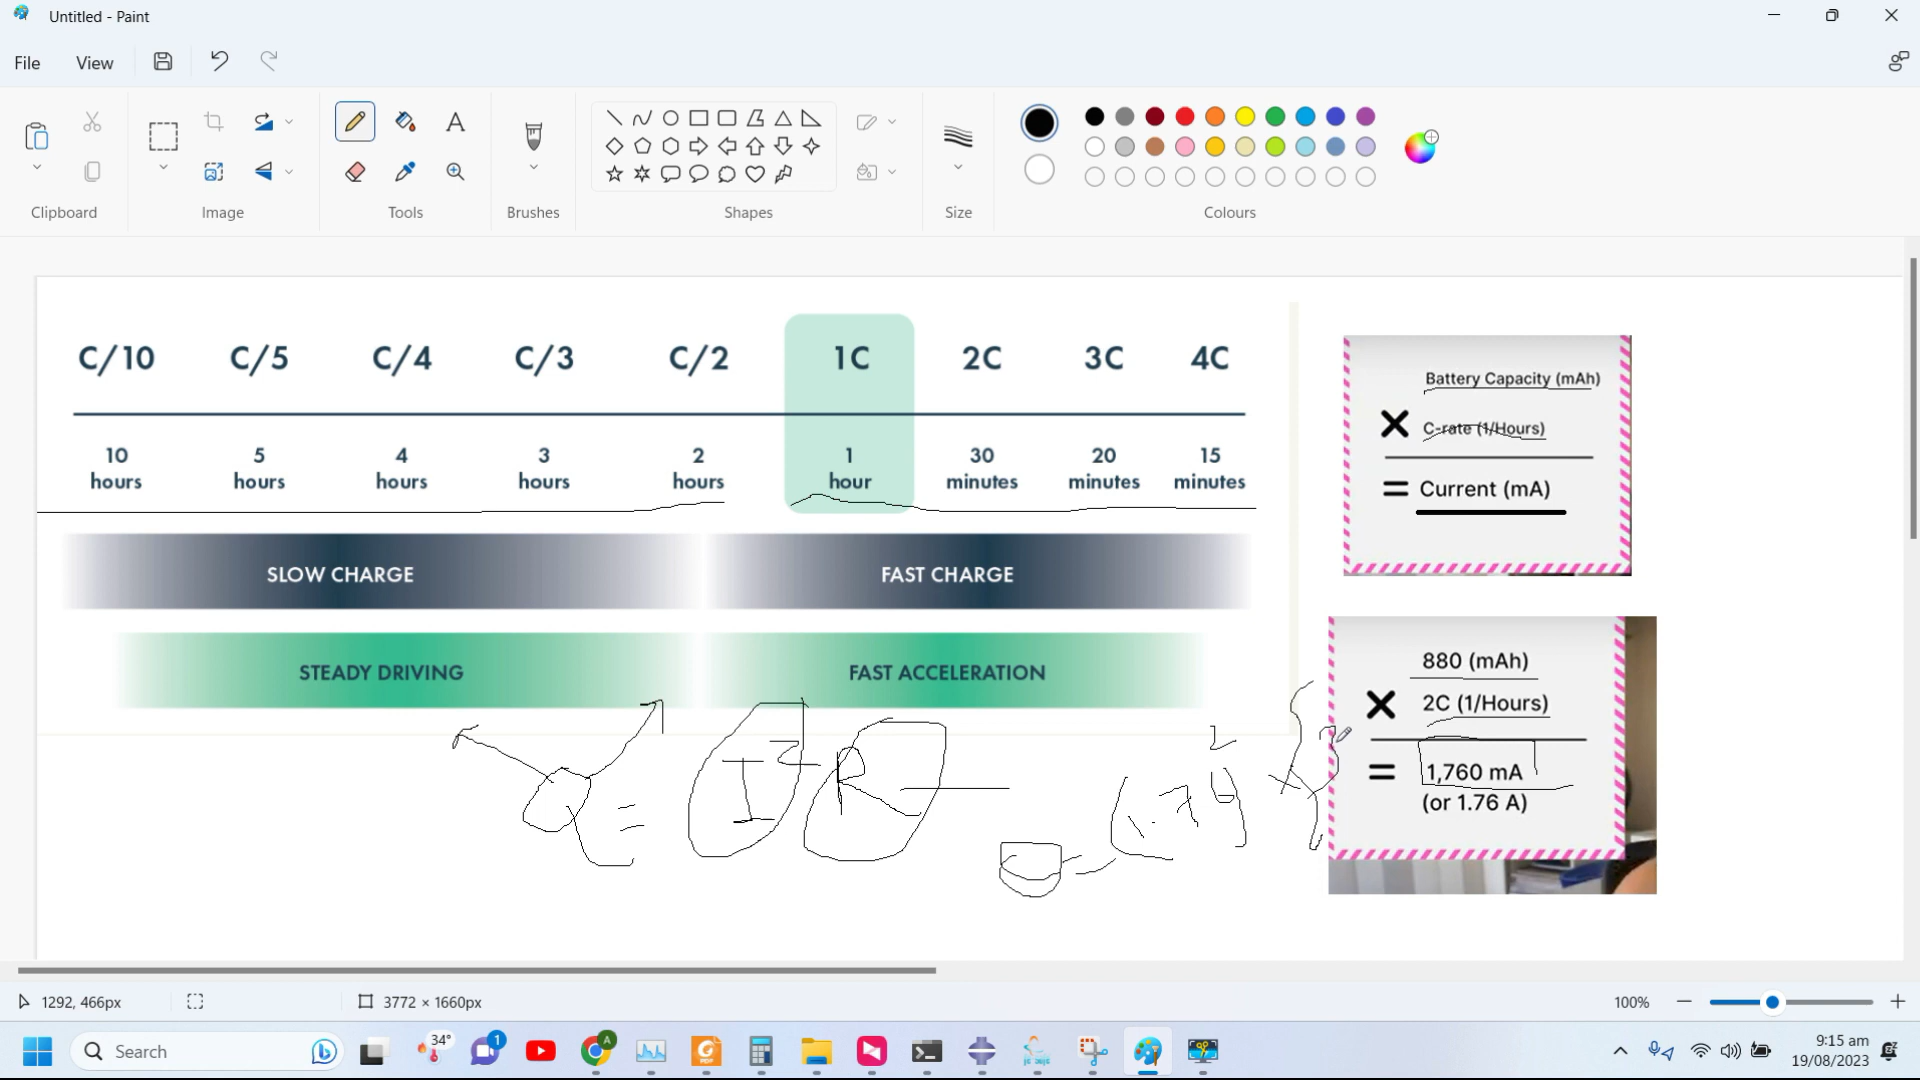 Untitled - Paint
File View
Clipboard Image Tools Brushes Shapes Size Colours
C/10 C/5 C/4 C/3 C/2 1C 2C 3C 4C
10 hours 5 hours 4 hours 3 hours 2 hours 1 hour 30 minutes 20 minutes 15 minutes
SLOW CHARGE FAST CHARGE
STEADY DRIVING FAST ACCELERATION
Battery Capacity (mAh)
× C-rate (1/Hours)
= Current (mA)
880 (mAh)
× 2C (1/Hours)
= 1,760 mA
(or 1.76 A)
= I²R
1292, 466px 3772 × 1660px 100%
Search 34° 1 A 9:15 am
19/08/2023